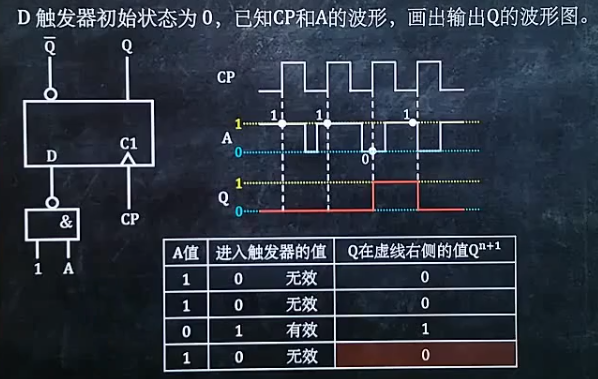 D 触发器初始状态为 0，已知CP和A的波形，画出输出Q的波形图。
Q̅ Q
D C1
& CP
1 A
CP
1 1 1
1
A
0 0
1
Q
0
A值 进入触发器的值 Q在虚线右侧的值Qⁿ⁺¹
1 0 无效 0
1 0 无效 0
0 1 有效 1
1 0 无效 0